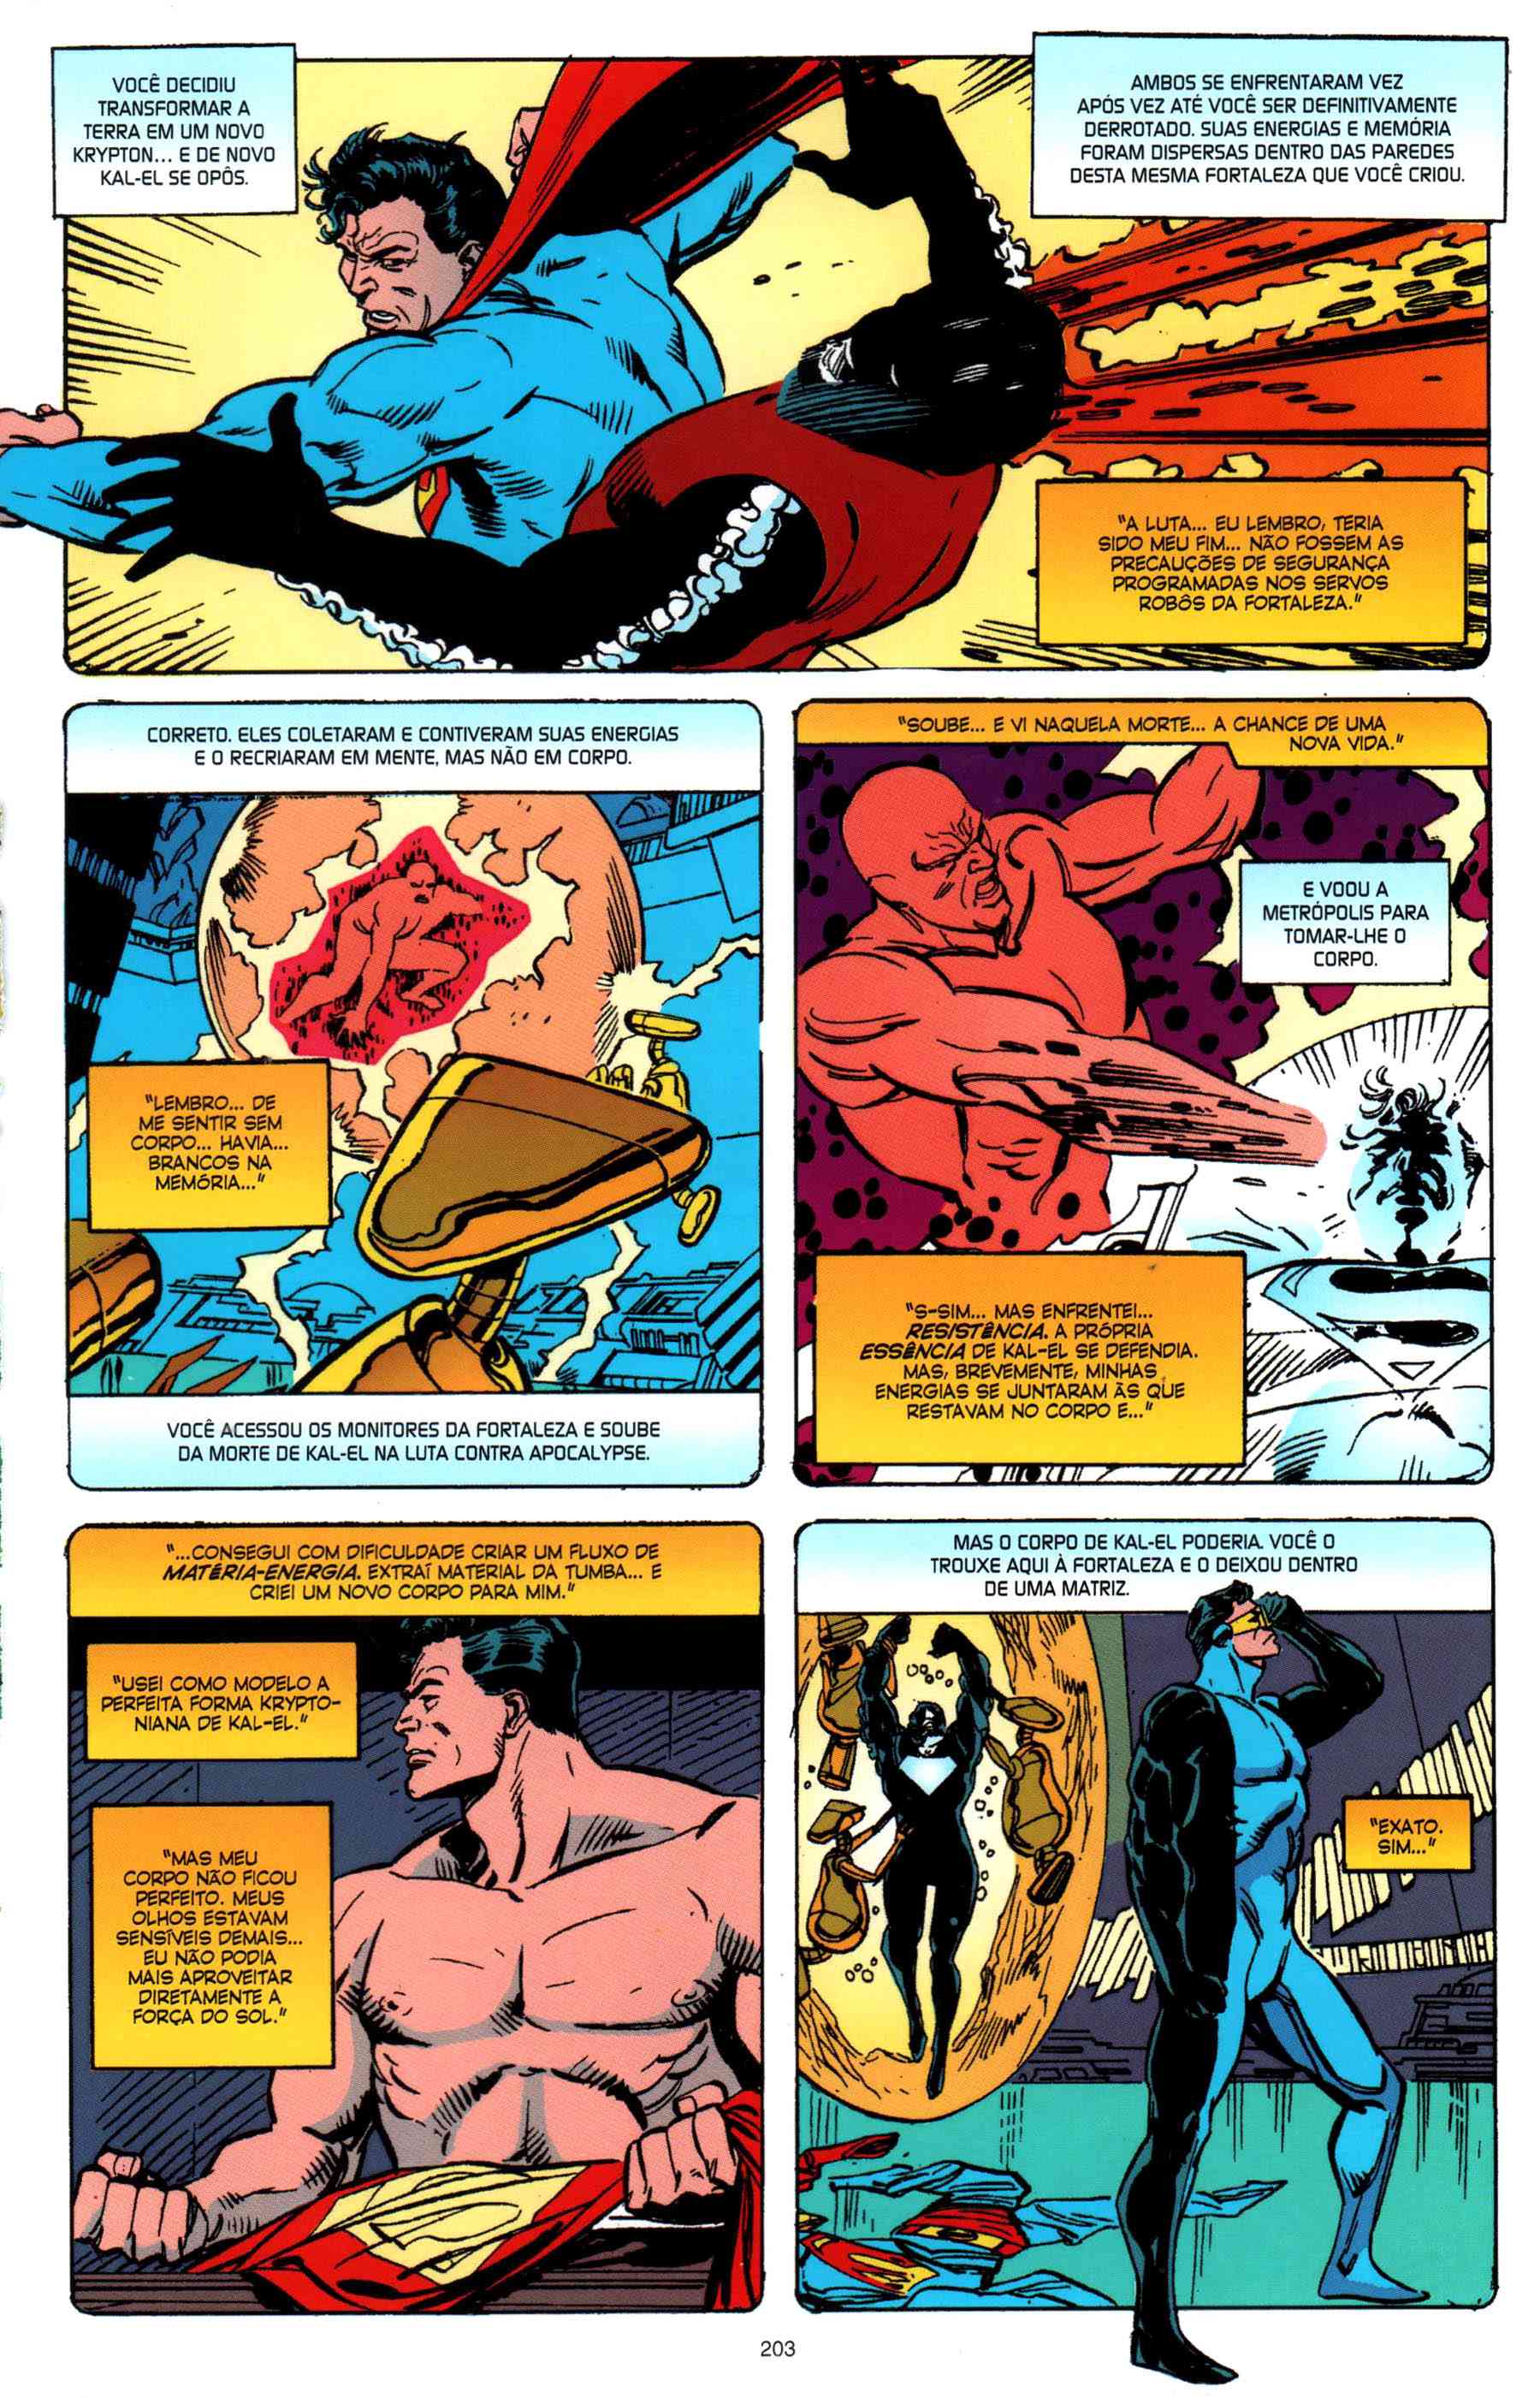 VOCÊ DECIDIU
TRANSFORMAR A
TERRA EM UM NOVO
KRYPTON... E DE NOVO
KAL-EL SE OPÔS.
AMBOS SE ENFRENTARAM VEZ
APÓS VEZ ATÉ VOCÊ SER DEFINITIVAMENTE
DERROTADO. SUAS ENERGIAS E MEMÓRIA
FORAM DISPERSAS DENTRO DAS PAREDES
DESTA MESMA FORTALEZA QUE VOCÊ CRIOU.
"A LUTA... EU LEMBRO, TERIA
SIDO MEU FIM... NÃO FOSSEM AS
PRECAUÇÕES DE SEGURANÇA
PROGRAMADAS NOS SERVOS
ROBÔS DA FORTALEZA."
CORRETO. ELES COLETARAM E CONTIVERAM SUAS ENERGIAS
E O RECRIARAM EM MENTE, MAS NÃO EM CORPO.
"LEMBRO... DE
ME SENTIR SEM
CORPO... HAVIA...
BRANCOS NA
MEMÓRIA..."
VOCÊ ACESSOU OS MONITORES DA FORTALEZA E SOUBE
DA MORTE DE KAL-EL NA LUTA CONTRA APOCALYPSE.
"SOUBE... E VI NAQUELA MORTE... A CHANCE DE UMA
NOVA VIDA."
E VOOU A
METRÓPOLIS PARA
TOMAR-LHE O
CORPO.
"S-SIM... MAS ENFRENTEI...
RESISTÊNCIA. A PRÓPRIA
ESSÊNCIA DE KAL-EL SE DEFENDIA.
MAS, BREVEMENTE, MINHAS
ENERGIAS SE JUNTARAM ÀS QUE
RESTAVAM NO CORPO E..."
"...CONSEGUI COM DIFICULDADE CRIAR UM FLUXO DE
MATÉRIA-ENERGIA. EXTRAÍ MATERIAL DA TUMBA... E
CRIEI UM NOVO CORPO PARA MIM."
"USEI COMO MODELO A
PERFEITA FORMA KRYPTO-
NIANA DE KAL-EL."
"MAS MEU
CORPO NÃO FICOU
PERFEITO. MEUS
OLHOS ESTAVAM
SENSÍVEIS DEMAIS...
EU NÃO PODIA
MAIS APROVEITAR
DIRETAMENTE A
FORÇA DO SOL."
MAS O CORPO DE KAL-EL PODERIA. VOCÊ O
TROUXE AQUI À FORTALEZA E O DEIXOU DENTRO
DE UMA MATRIZ.
"EXATO.
SIM..."
203